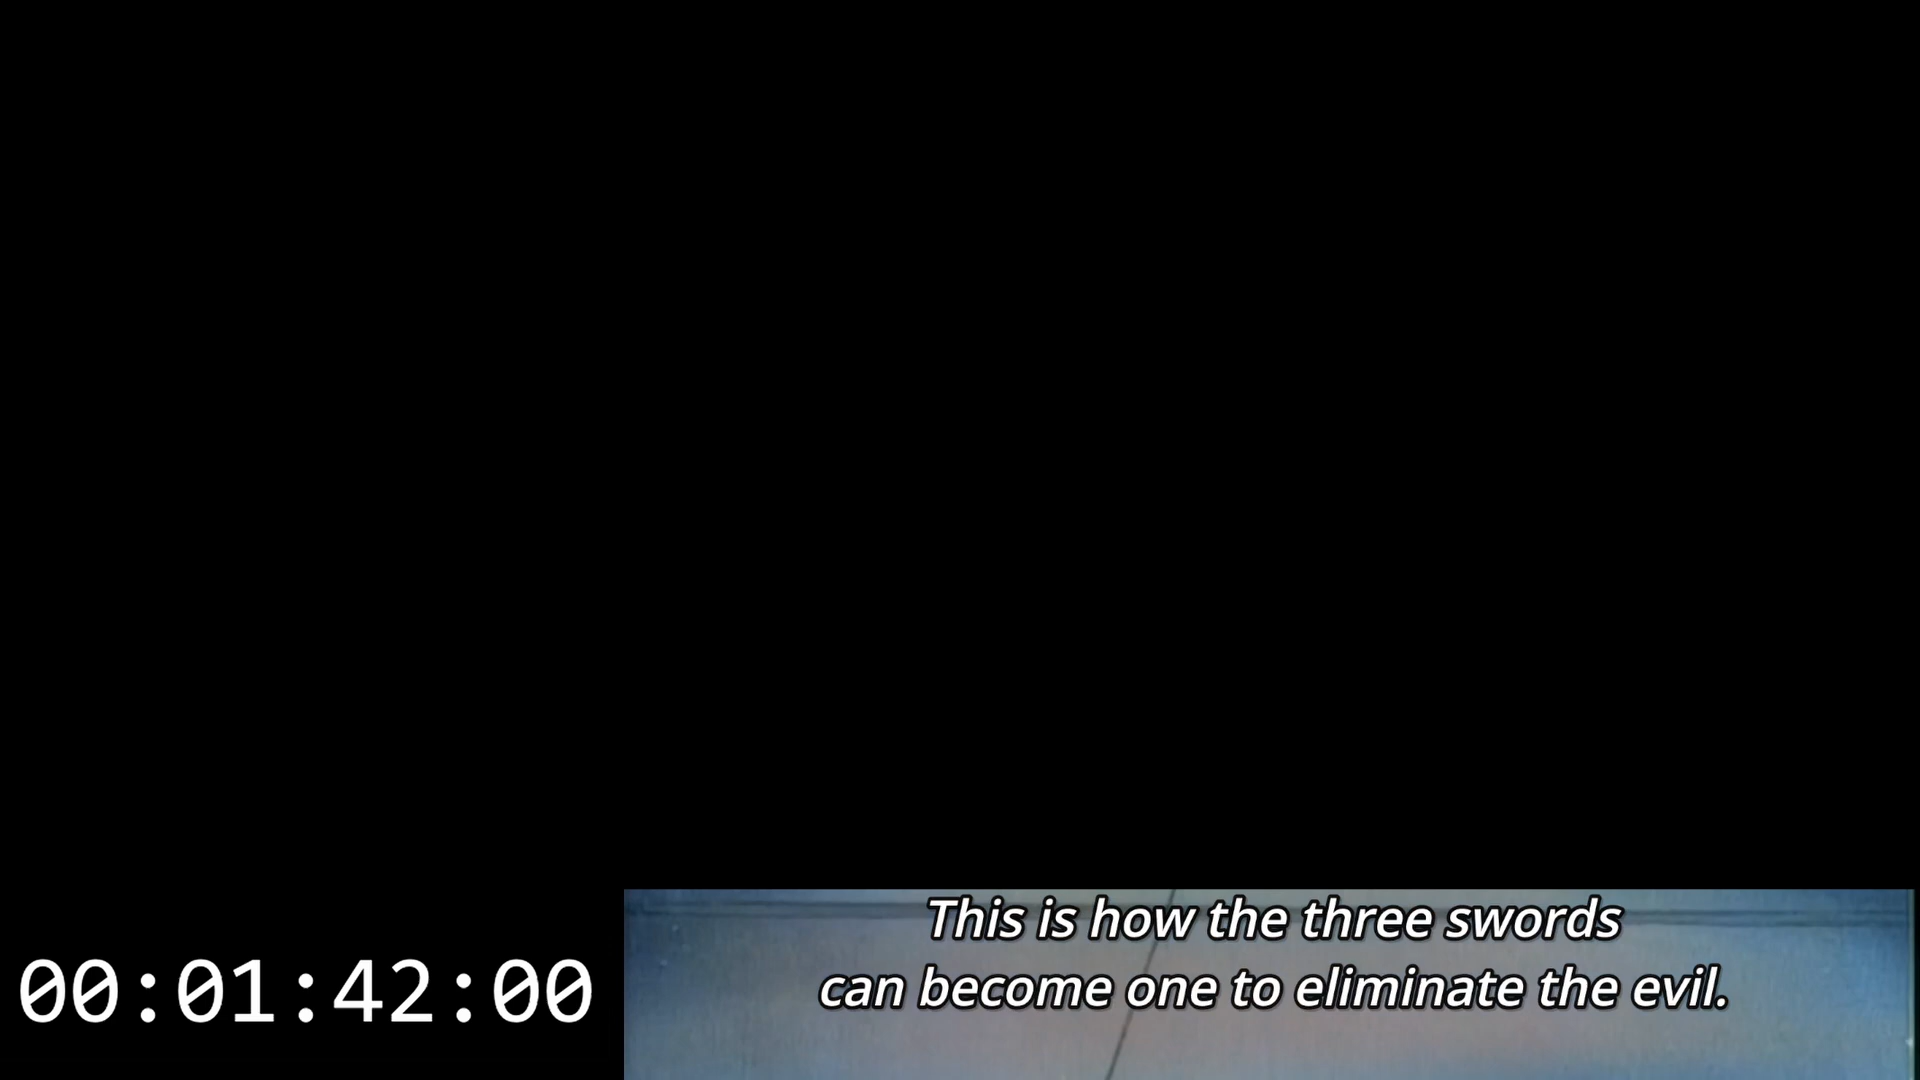 This is how the three swords
can become one to eliminate the evil.
00:01:42:00